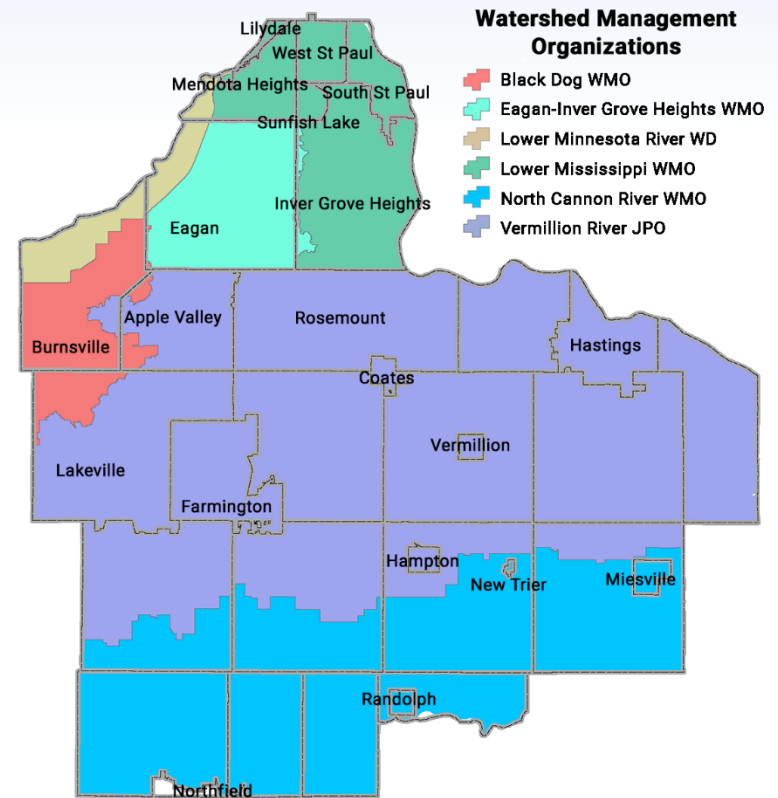 Watershed Management
Organizations
Black Dog WMO
Eagan-Inver Grove Heights WMO
Lower Minnesota River WD
Lower Mississippi WMO
North Cannon River WMO
Vermillion River JPO
Lilydale
West St Paul
Mendota Heights
South St Paul
Sunfish Lake
Inver Grove Heights
Eagan
Apple Valley
Rosemount
Burnsville
Hastings
Coates
Vermillion
Lakeville
Farmington
Hampton
New Trier
Miesville
Randolph
Northfield